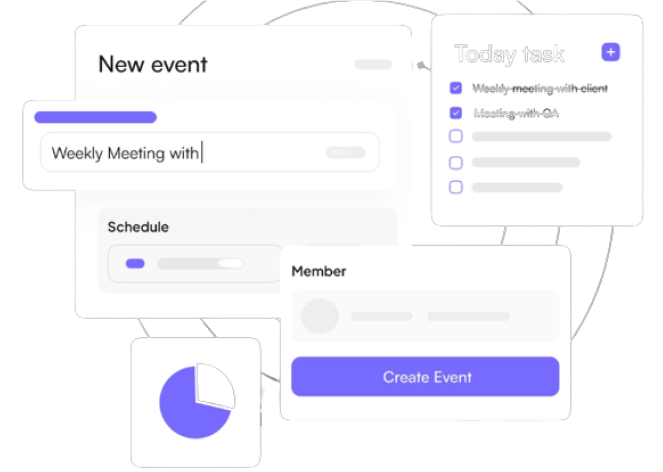 New event
Weekly Meeting with
Schedule
Member
Create Event
Today task
Weekly meeting with client
Meeting with QA